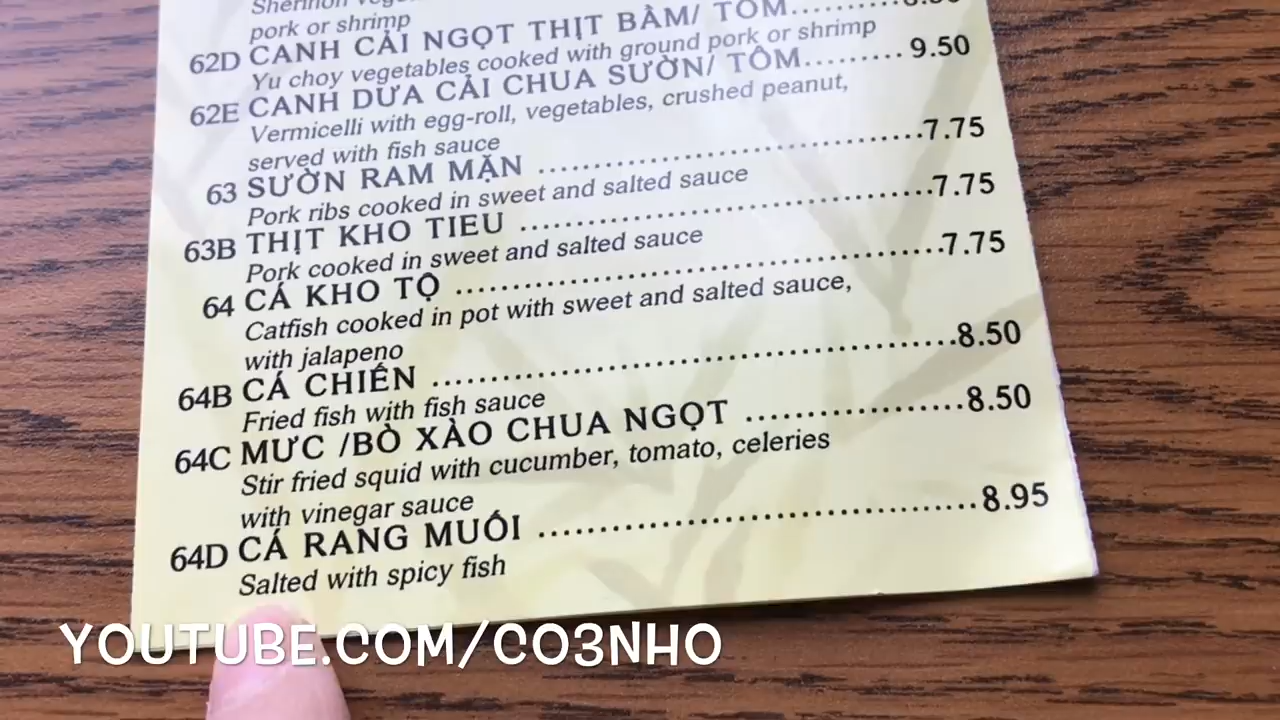 pork or shrimp
62D CANH CẢI NGỌT THỊT BẰM/ TÔM
Yu choy vegetables cooked with ground pork or shrimp
62E CANH DƯA CẢI CHUA SƯỜN/ TÔM.........9.50
Vermicelli with egg-roll, vegetables, crushed peanut,
served with fish sauce
63 SƯỜN RAM MẶN ........................................7.75
Pork ribs cooked in sweet and salted sauce
63B THỊT KHO TIEU ..........................................7.75
Pork cooked in sweet and salted sauce
64 CÁ KHO TỘ ..................................................7.75
Catfish cooked in pot with sweet and salted sauce,
with jalapeno
64B CÁ CHIÊN .....................................................8.50
Fried fish with fish sauce
64C MỰC /BÒ XÀO CHUA NGỌT .....................8.50
Stir fried squid with cucumber, tomato, celeries
with vinegar sauce
64D CÁ RANG MUỐI ............................................8.95
Salted with spicy fish
YOUTUBE.COM/CO3NHO